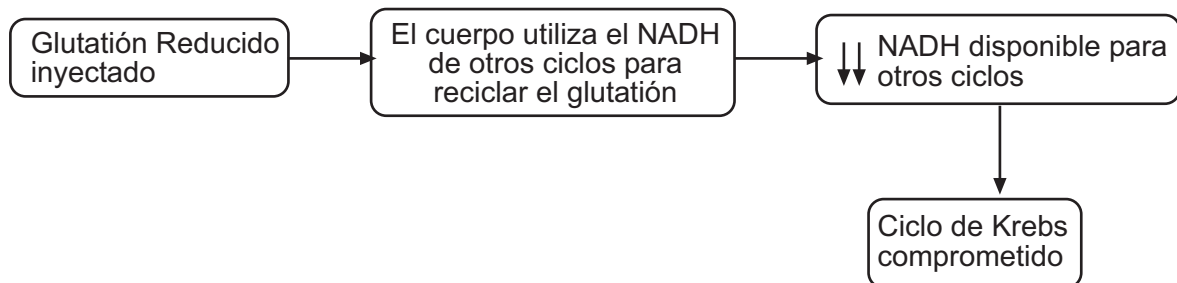 Glutatión Reducido
inyectado
El cuerpo utiliza el NADH
de otros ciclos para
reciclar el glutatión
NADH disponible para
otros ciclos
Ciclo de Krebs
comprometido